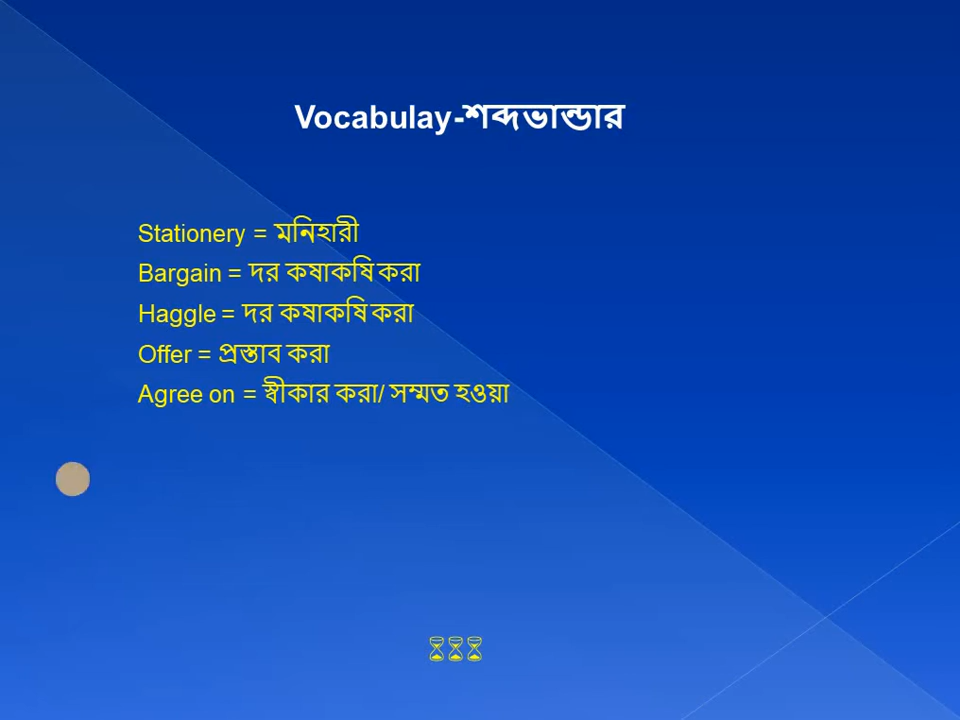 Vocabulay-শব্দভান্ডার
Stationery = মনিহারী
Bargain = দর কষাকষি করা
Haggle = দর কষাকষি করা
Offer = প্রস্তাব করা
Agree on = স্বীকার করা/ সম্মত হওয়া